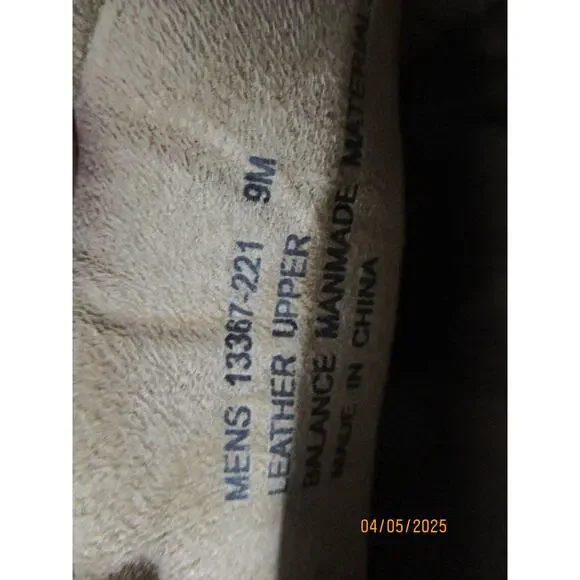 MENS 13367-221 9M
LEATHER UPPER
BALANCE MANMADE MATERIALS
MADE IN CHINA
04/05/2025